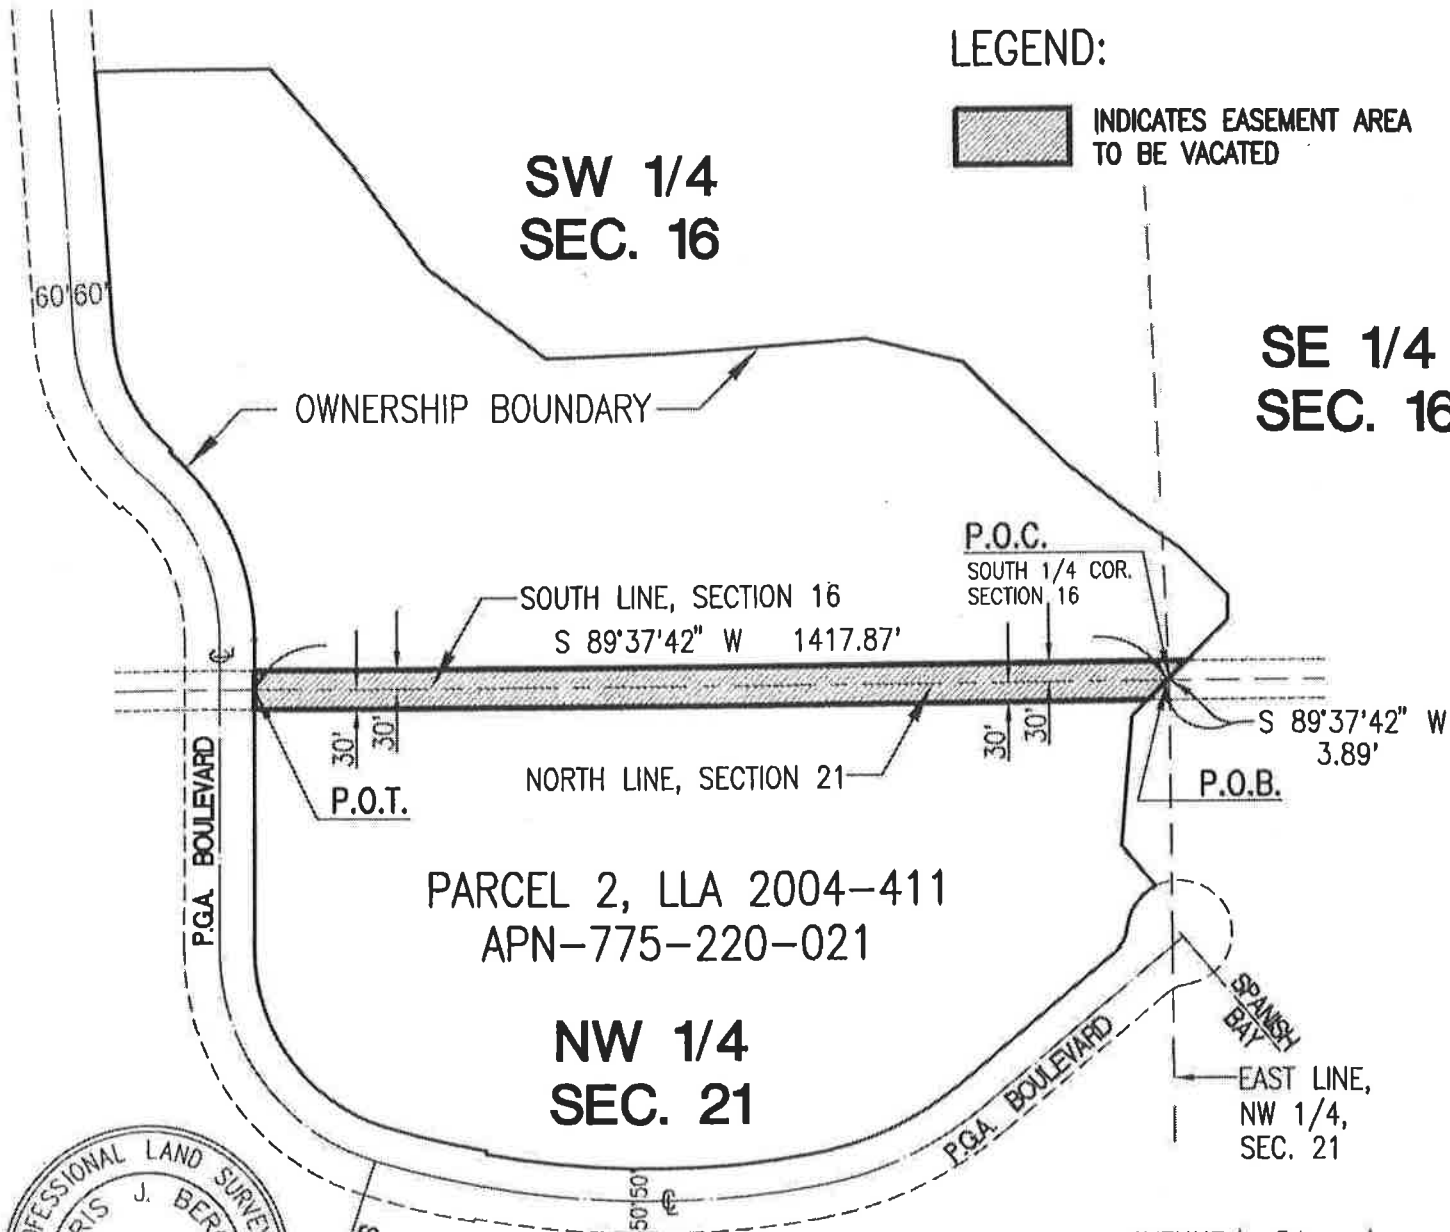 LEGEND:
INDICATES EASEMENT AREA
TO BE VACATED
SW 1/4
SEC. 16
60' 60'
SE 1/4
SEC. 16
OWNERSHIP BOUNDARY
P.O.C.
SOUTH 1/4 COR.
SECTION 16
SOUTH LINE, SECTION 16
S 89°37'42" W 1417.87'
℄
30'
30'
30'
30'
S 89°37'42" W
3.89'
NORTH LINE, SECTION 21
P.O.T.
P.O.B.
P.G.A. BOULEVARD
PARCEL 2, LLA 2004-411
APN-775-220-021
NW 1/4
SEC. 21
SPANISH
BAY
P.G.A. BOULEVARD
EAST LINE,
NW 1/4,
SEC. 21
LAND
J.
50' 50'
℄